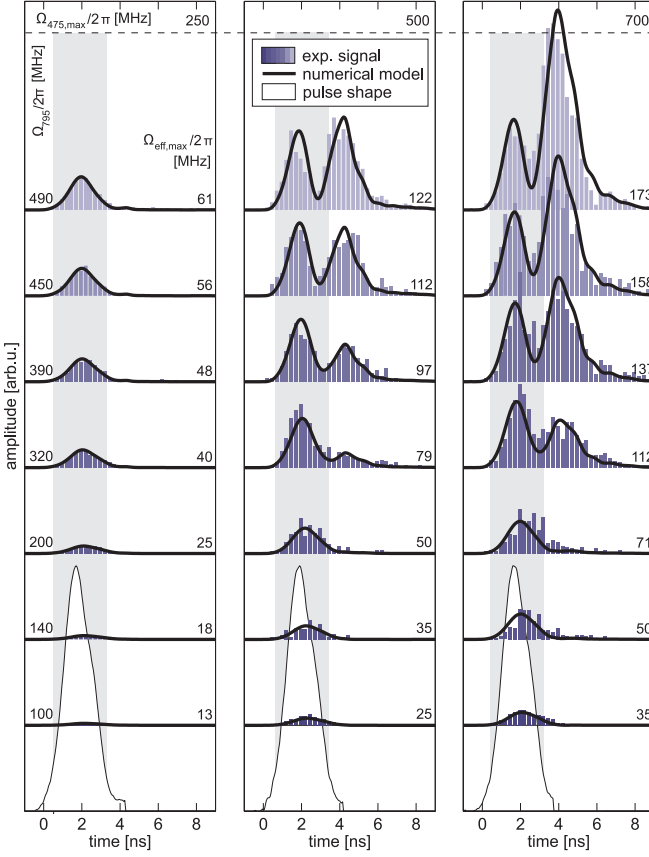 Ω475,max/2π [MHz] 250 500 700
exp. signal
numerical model
pulse shape
Ω795/2π [MHz]
Ωeff,max/2π
[MHz]
490 61 122 173
450 56 112 158
390 48 97 137
320 40 79 112
200 25 50 71
140 18 35 50
100 13 25 35
amplitude [arb.u.]
0 2 4 6 8 0 2 4 6 8 0 2 4 6 8
time [ns] time [ns] time [ns]